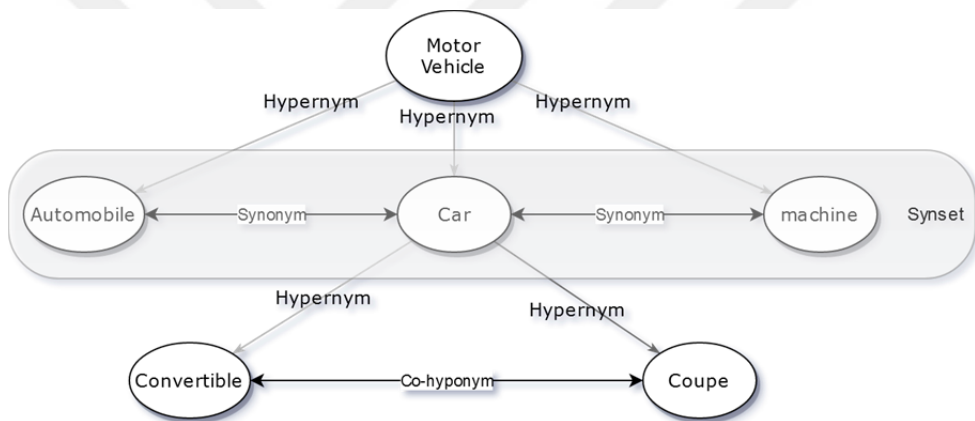 Motor
Vehicle
Hypernym
Hypernym
Hypernym
Automobile
Synonym
Car
Synonym
machine
Synset
Hypernym
Hypernym
Convertible
Co-hyponym
Coupe